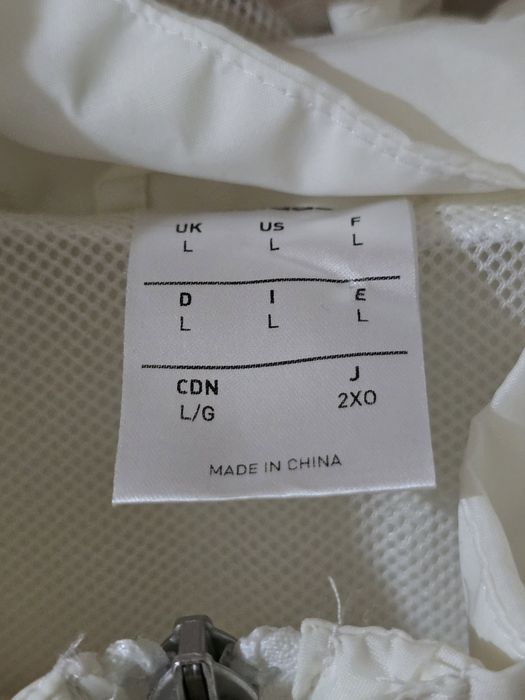 UK US F
L L L
D I E
L L L
CDN J
L/G 2XO
MADE IN CHINA